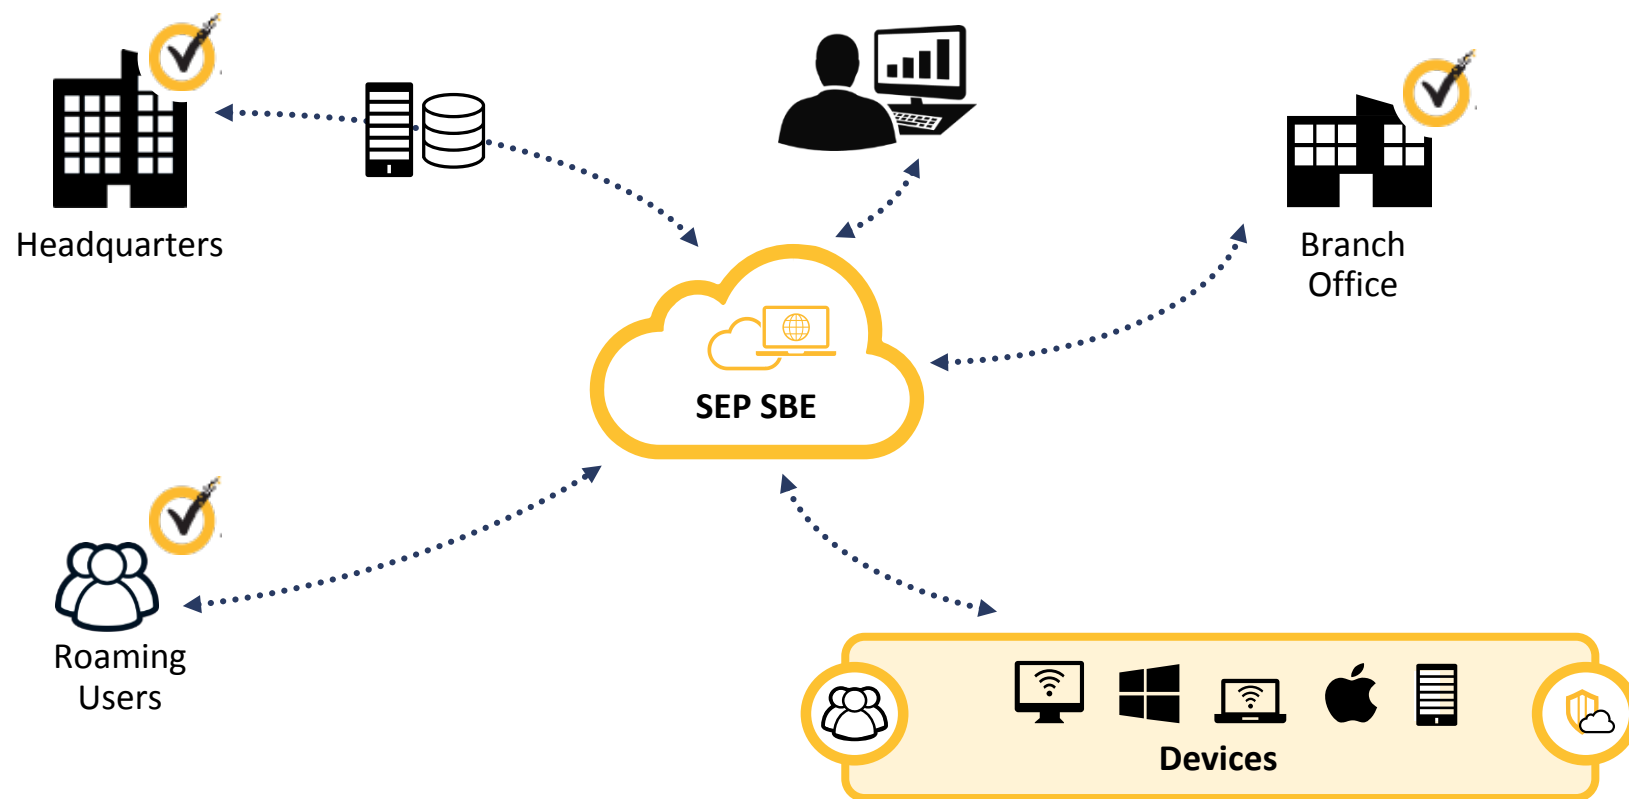 Headquarters
Branch
Office
SEP SBE
Roaming
Users
Devices